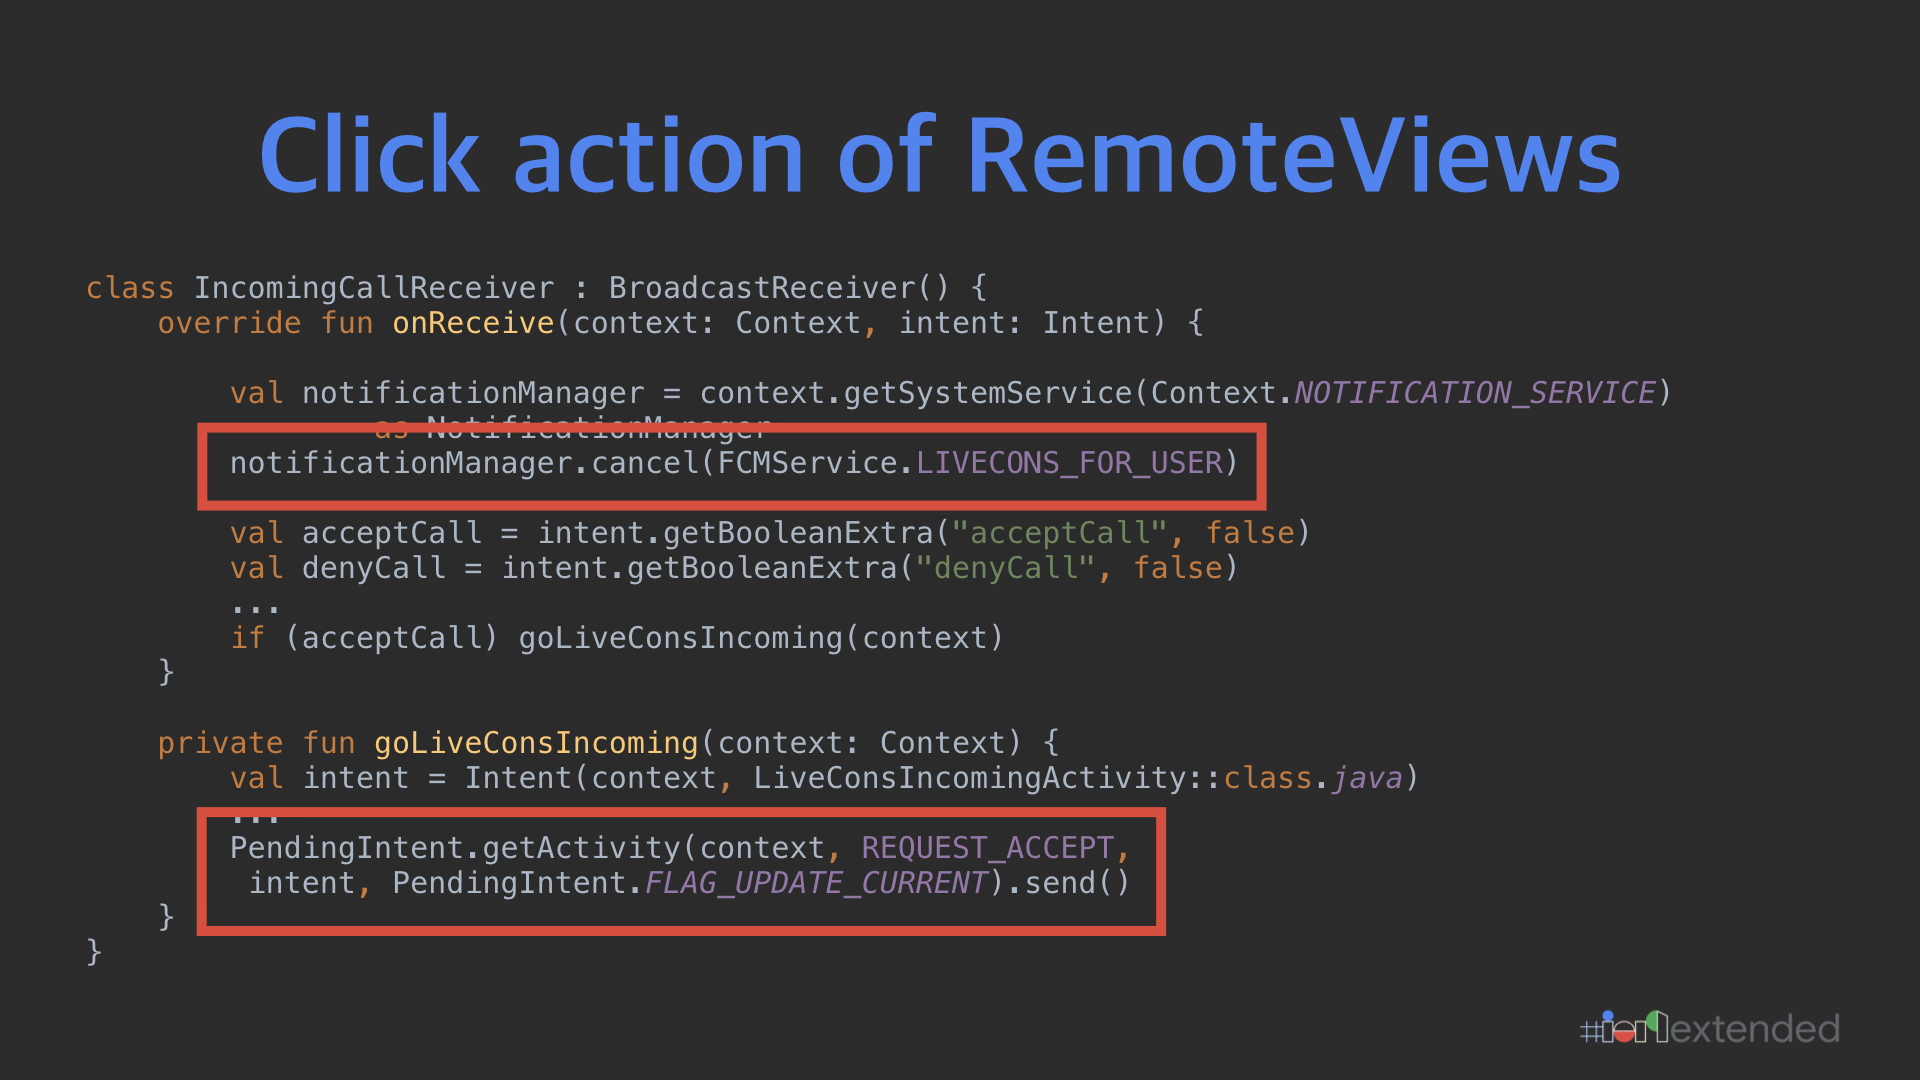 Click action of RemoteViews
class IncomingCallReceiver : BroadcastReceiver() {
    override fun onReceive(context: Context, intent: Intent) {
        val notificationManager = context.getSystemService(Context.NOTIFICATION_SERVICE)
                as NotificationManager
        notificationManager.cancel(FCMService.LIVECONS_FOR_USER)
        val acceptCall = intent.getBooleanExtra("acceptCall", false)
        val denyCall = intent.getBooleanExtra("denyCall", false)
        ...
        if (acceptCall) goLiveConsIncoming(context)
    }
    private fun goLiveConsIncoming(context: Context) {
        val intent = Intent(context, LiveConsIncomingActivity::class.java)
        ...
        PendingIntent.getActivity(context, REQUEST_ACCEPT,
         intent, PendingIntent.FLAG_UPDATE_CURRENT).send()
    }
}
#io19extended